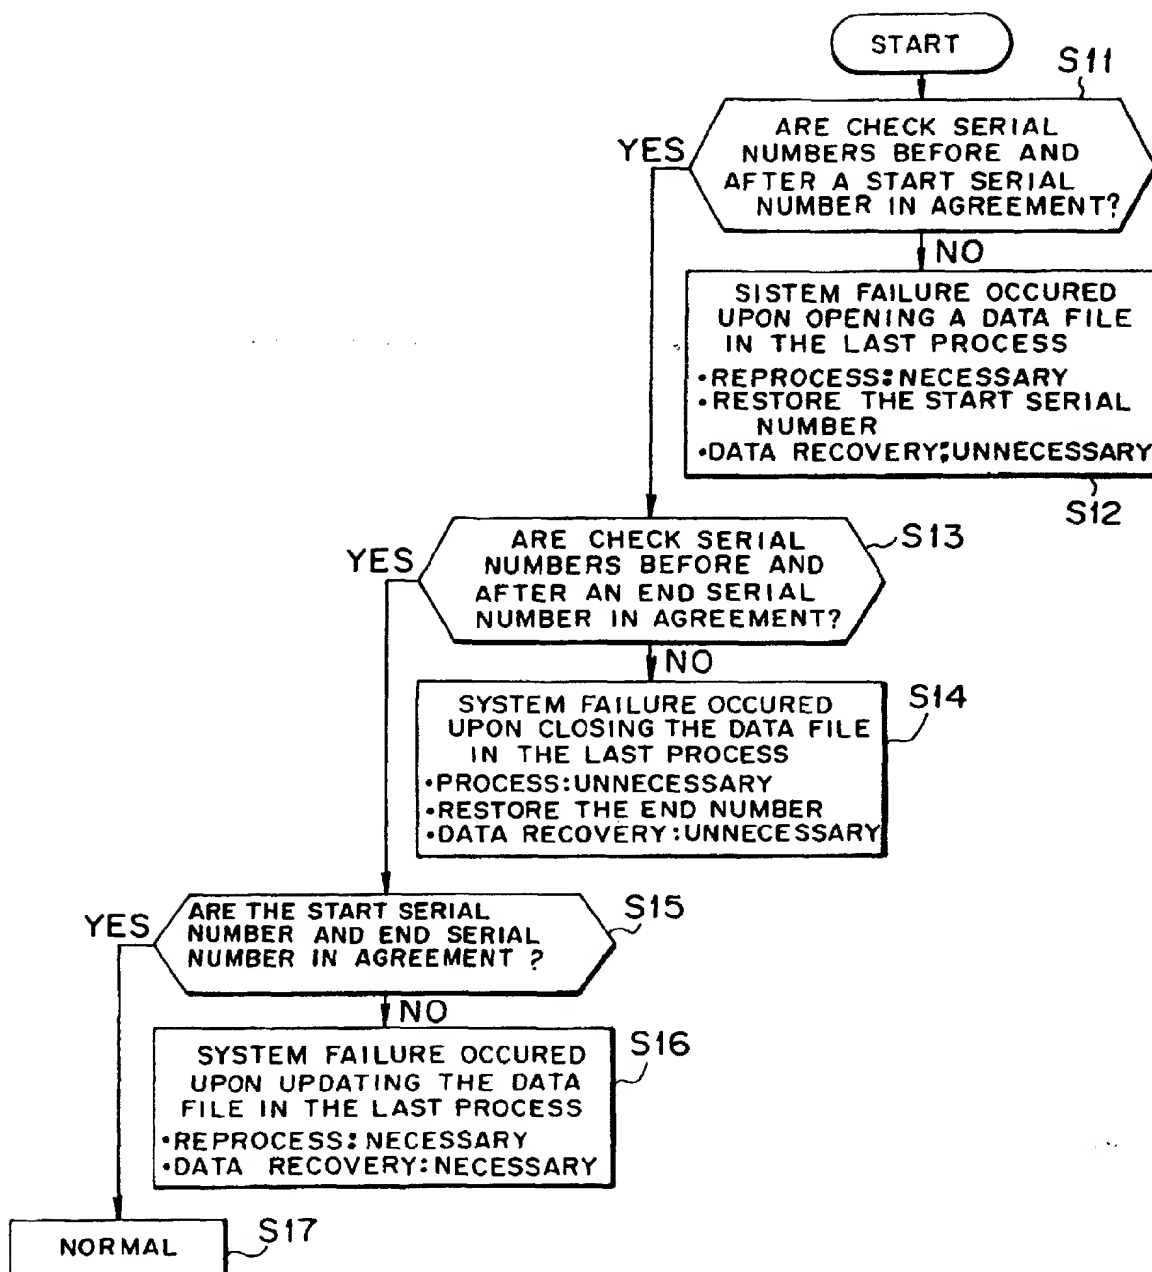 START
S11
ARE CHECK SERIAL
NUMBERS BEFORE AND
AFTER A START SERIAL
NUMBER IN AGREEMENT?
YES
NO
SISTEM FAILURE OCCURED
UPON OPENING A DATA FILE
IN THE LAST PROCESS
•REPROCESS:NECESSARY
•RESTORE THE START SERIAL
NUMBER
•DATA RECOVERY:UNNECESSARY
S12
ARE CHECK SERIAL
NUMBERS BEFORE AND
AFTER AN END SERIAL
NUMBER IN AGREEMENT?
S13
YES
NO
SYSTEM FAILURE OCCURED
UPON CLOSING THE DATA FILE
IN THE LAST PROCESS
•PROCESS:UNNECESSARY
•RESTORE THE END NUMBER
•DATA RECOVERY:UNNECESSARY
S14
ARE THE START SERIAL
NUMBER AND END SERIAL
NUMBER IN AGREEMENT ?
S15
YES
NO
SYSTEM FAILURE OCCURED
UPON UPDATING THE DATA
FILE IN THE LAST PROCESS
•REPROCESS:NECESSARY
•DATA RECOVERY:NECESSARY
S16
NORMAL
S17